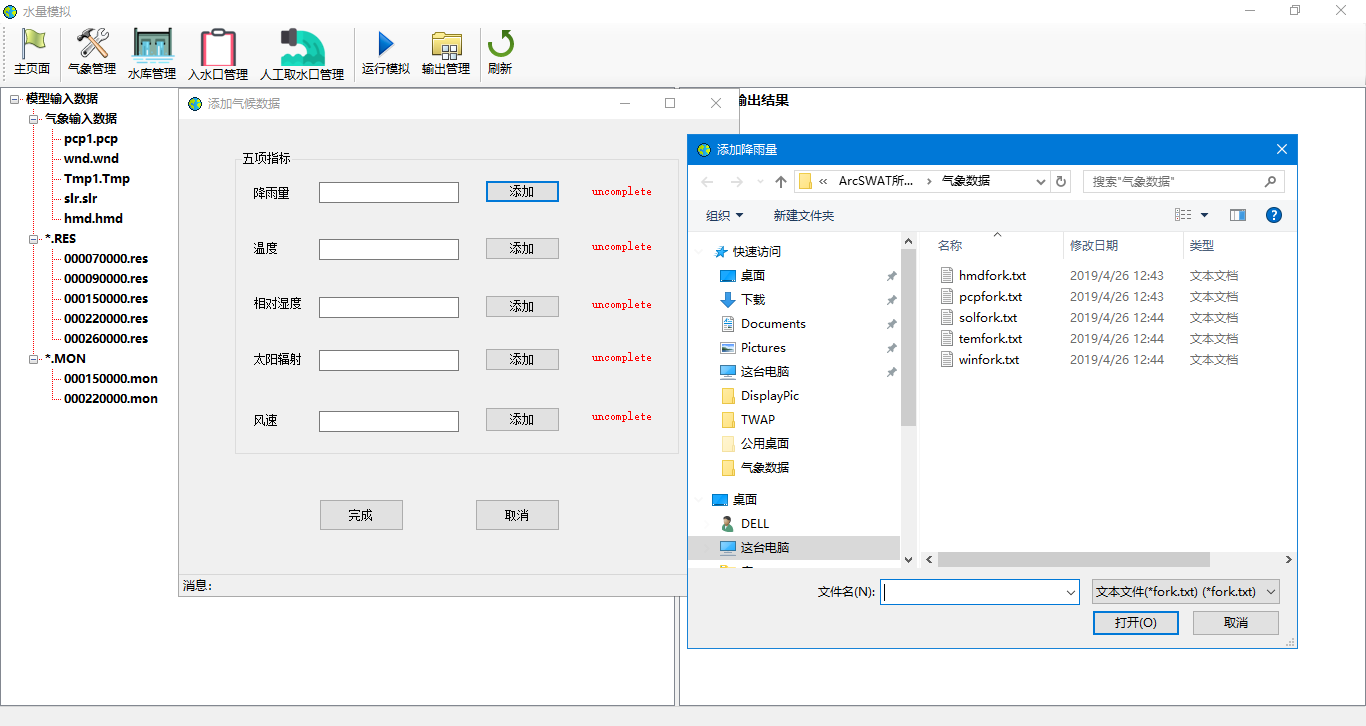 水量模拟
主页面
气象管理
水库管理
入水口管理
人工取水口管理
运行模拟
输出管理
刷新
模型输入数据
气象输入数据
pcp1.pcp
wnd.wnd
Tmp1.Tmp
slr.slr
hmd.hmd
*.RES
000070000.res
000090000.res
000150000.res
000220000.res
000260000.res
*.MON
000150000.mon
000220000.mon
添加气候数据
五项指标
降雨量 添加 uncomplete
温度 添加 uncomplete
相对湿度 添加 uncomplete
太阳辐射 添加 uncomplete
风速 添加 uncomplete
完成 取消
消息:
输出结果
添加降雨量
« ArcSWAT所... › 气象数据
搜索"气象数据"
组织 新建文件夹
快速访问
桌面
下载
Documents
Pictures
这台电脑
DisplayPic
TWAP
公用桌面
气象数据
桌面
DELL
这台电脑
名称 修改日期 类型
hmdfork.txt 2019/4/26 12:43 文本文档
pcpfork.txt 2019/4/26 12:43 文本文档
solfork.txt 2019/4/26 12:44 文本文档
temfork.txt 2019/4/26 12:44 文本文档
winfork.txt 2019/4/26 12:44 文本文档
文件名(N): 文本文件(*fork.txt) (*fork.txt)
打开(O) 取消